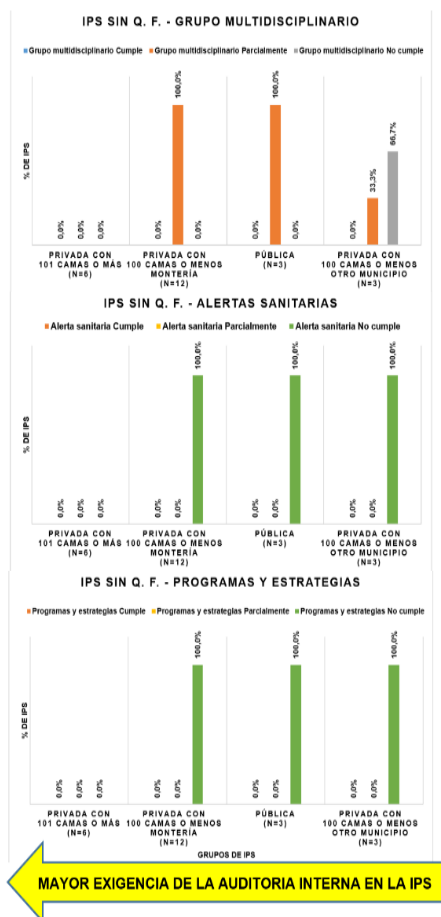 IPS SIN Q. F. - GRUPO MULTIDISCIPLINARIO
Grupo multidisciplinario Cumple Grupo multidisciplinario Parcialmente Grupo multidisciplinario No cumple
% DE IPS
0,0% 0,0% 0,0% 0,0% 100,0% 0,0% 0,0% 100,0% 0,0% 0,0% 33,3% 66,7%
PRIVADA CON 101 CAMAS O MÁS (N=6)
PRIVADA CON 100 CAMAS O MENOS MONTERÍA (N=12)
PÚBLICA (N=3)
PRIVADA CON 100 CAMAS O MENOS OTRO MUNICIPIO (N=3)
IPS SIN Q. F. - ALERTAS SANITARIAS
Alerta sanitaria Cumple Alerta sanitaria Parcialmente Alerta sanitaria No cumple
% DE IPS
0,0% 0,0% 0,0% 0,0% 0,0% 100,0% 0,0% 0,0% 100,0% 0,0% 0,0% 100,0%
PRIVADA CON 101 CAMAS O MÁS (N=6)
PRIVADA CON 100 CAMAS O MENOS MONTERÍA (N=12)
PÚBLICA (N=3)
PRIVADA CON 100 CAMAS O MENOS OTRO MUNICIPIO (N=3)
IPS SIN Q. F. - PROGRAMAS Y ESTRATEGIAS
Programas y estrategias Cumple Programas y estrategias Parcialmente Programas y estrategias No cumple
% DE IPS
0,0% 0,0% 0,0% 0,0% 0,0% 100,0% 0,0% 0,0% 100,0% 0,0% 0,0% 100,0%
PRIVADA CON 101 CAMAS O MÁS (N=6)
PRIVADA CON 100 CAMAS O MENOS MONTERÍA (N=12)
PÚBLICA (N=3)
PRIVADA CON 100 CAMAS O MENOS OTRO MUNICIPIO (N=3)
GRUPOS DE IPS
MAYOR EXIGENCIA DE LA AUDITORIA INTERNA EN LA IPS